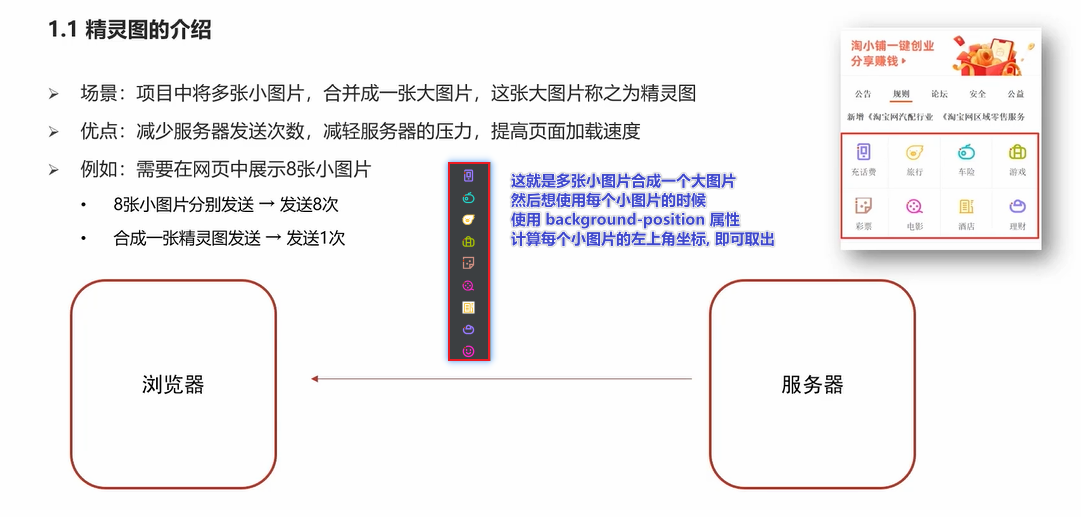 1.1 精灵图的介绍
场景：项目中将多张小图片，合并成一张大图片，这张大图片称之为精灵图
优点：减少服务器发送次数，减轻服务器的压力，提高页面加载速度
例如：需要在网页中展示8张小图片
8张小图片分别发送 → 发送8次
合成一张精灵图发送 → 发送1次
这就是多张小图片合成一个大图片
然后想使用每个小图片的时候
使用 background-position 属性
计算每个小图片的左上角坐标, 即可取出
淘小铺一键创业
分享赚钱
公告 规则 论坛 安全 公益
新增《淘宝网汽配行业 《淘宝网区域零售服务
充话费 旅行 车险 游戏
彩票 电影 酒店 理财
浏览器
服务器